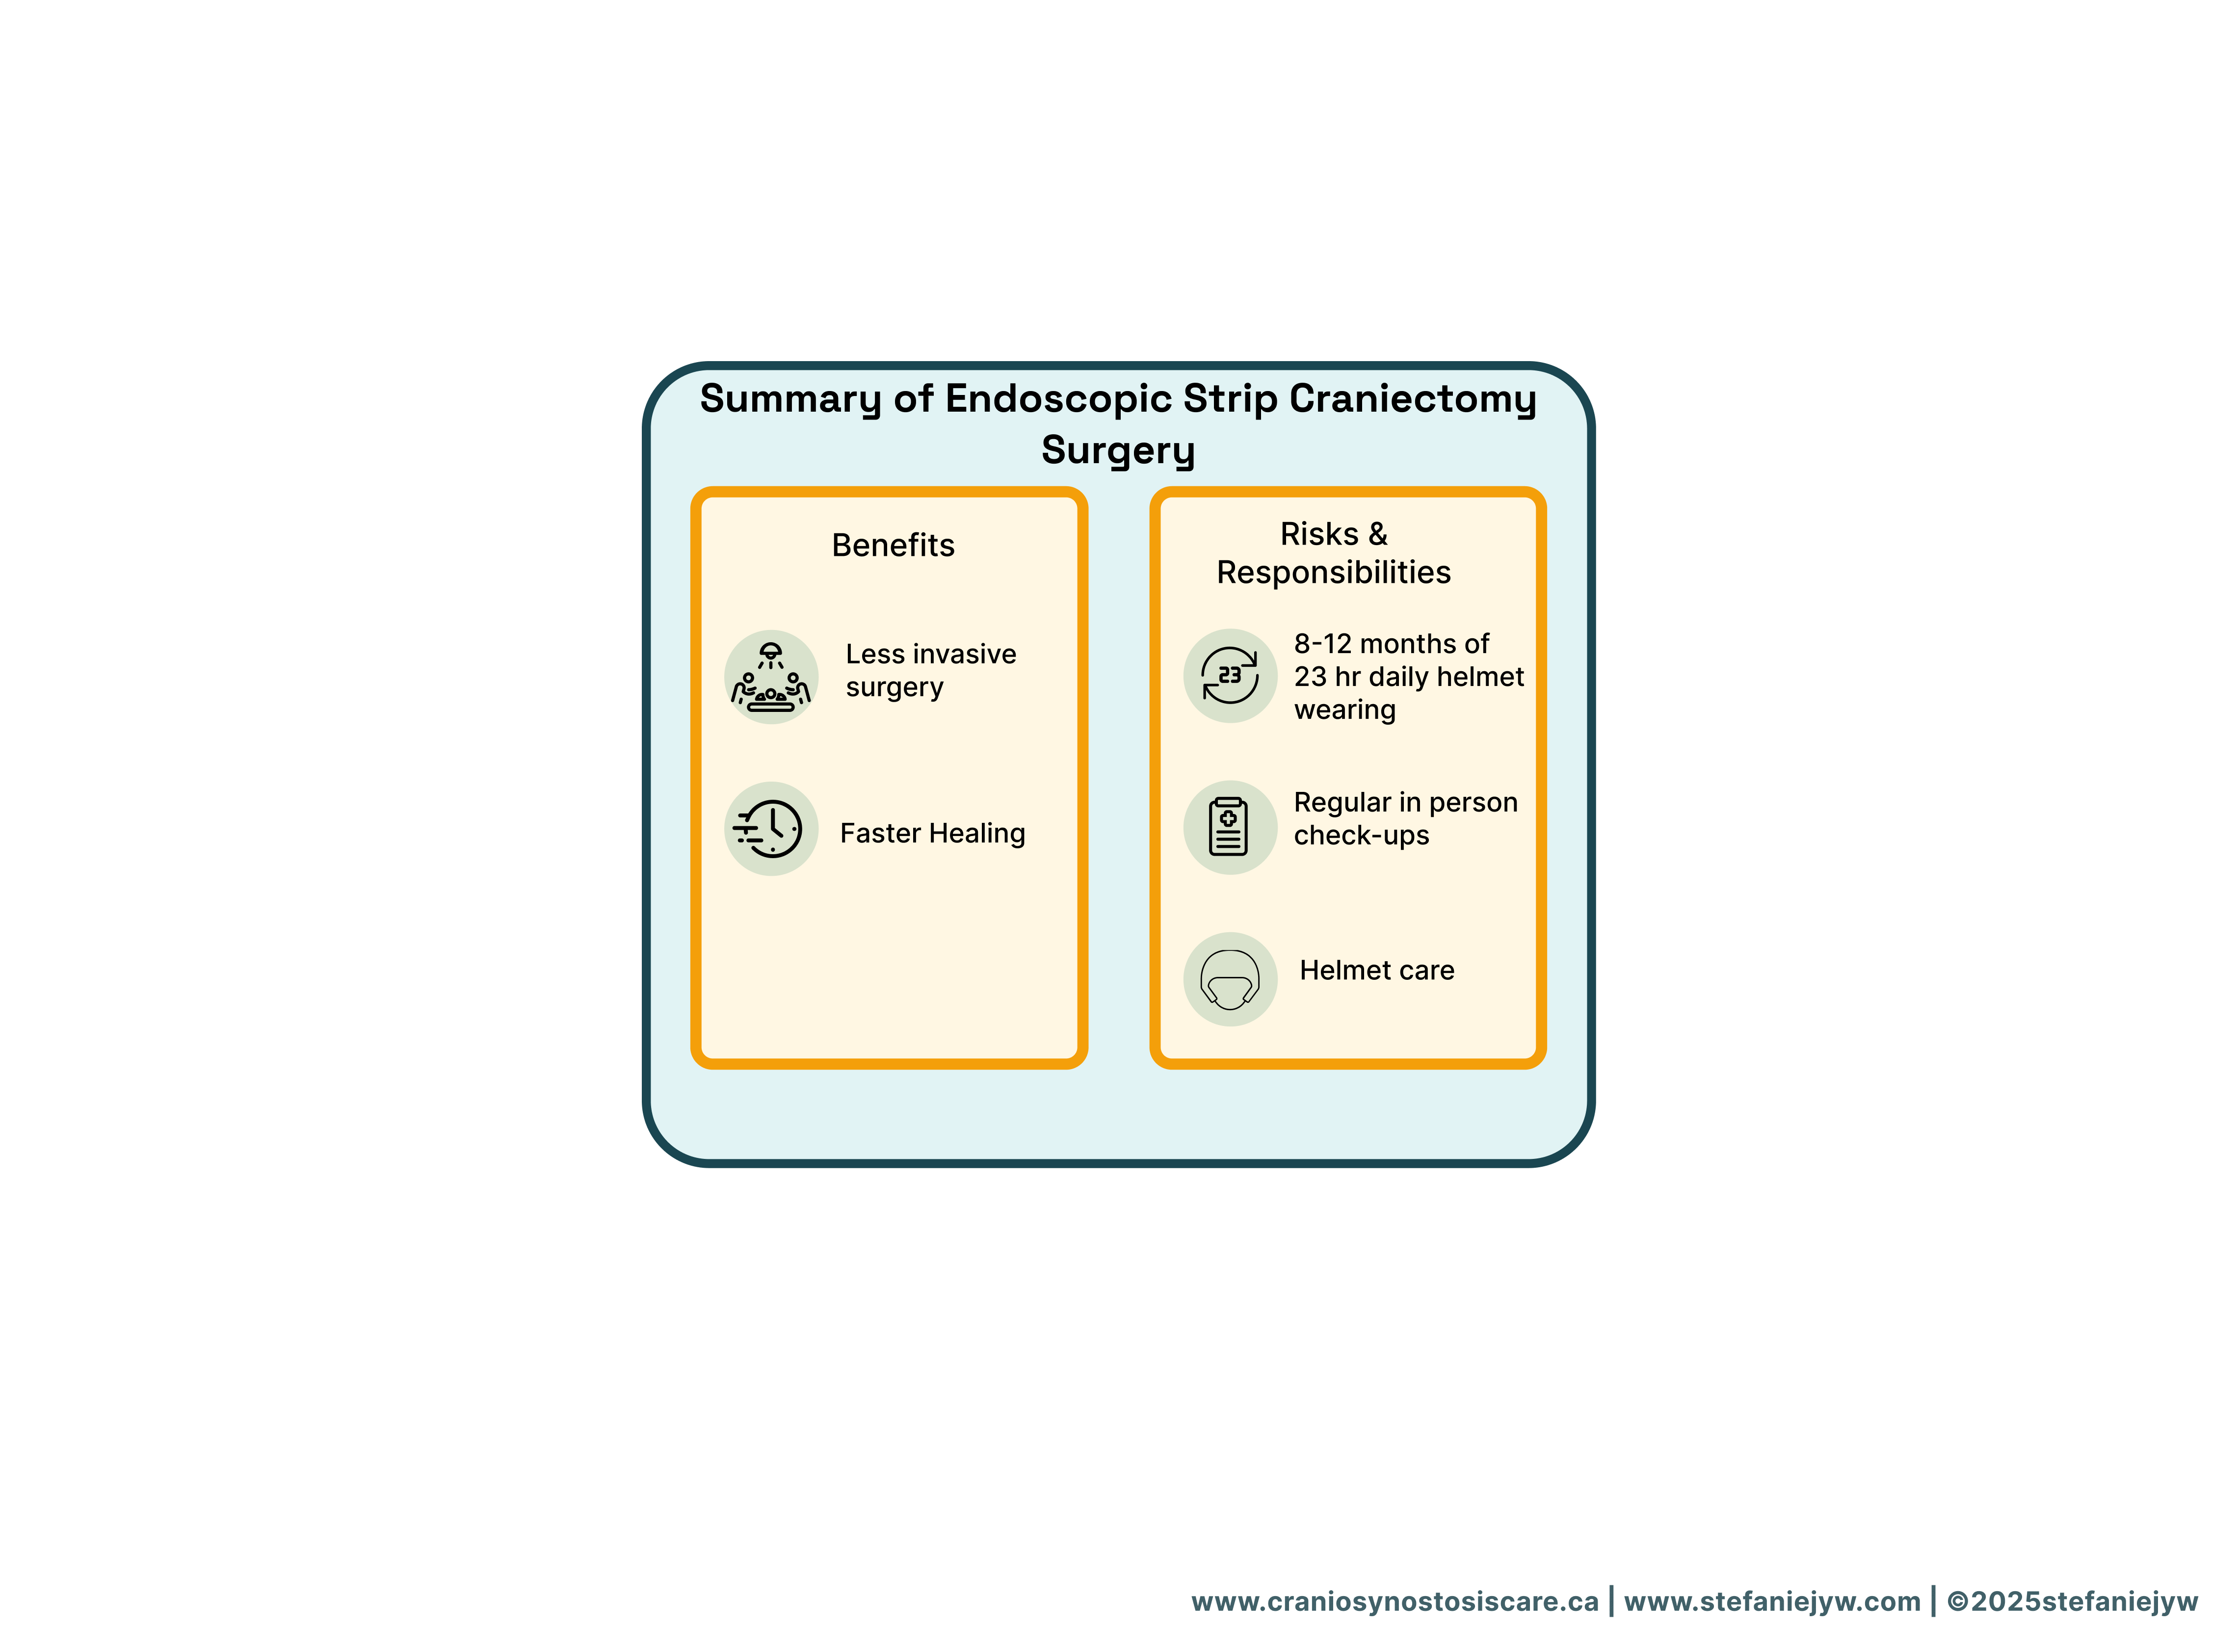 Summary of Endoscopic Strip Craniectomy
Surgery
Benefits
Less invasive
surgery
Faster Healing
Risks &
Responsibilities
23
8-12 months of
23 hr daily helmet
wearing
Regular in person
check-ups
Helmet care
www.craniosynostosiscare.ca | www.stefaniejyw.com | ©2025stefaniejyw